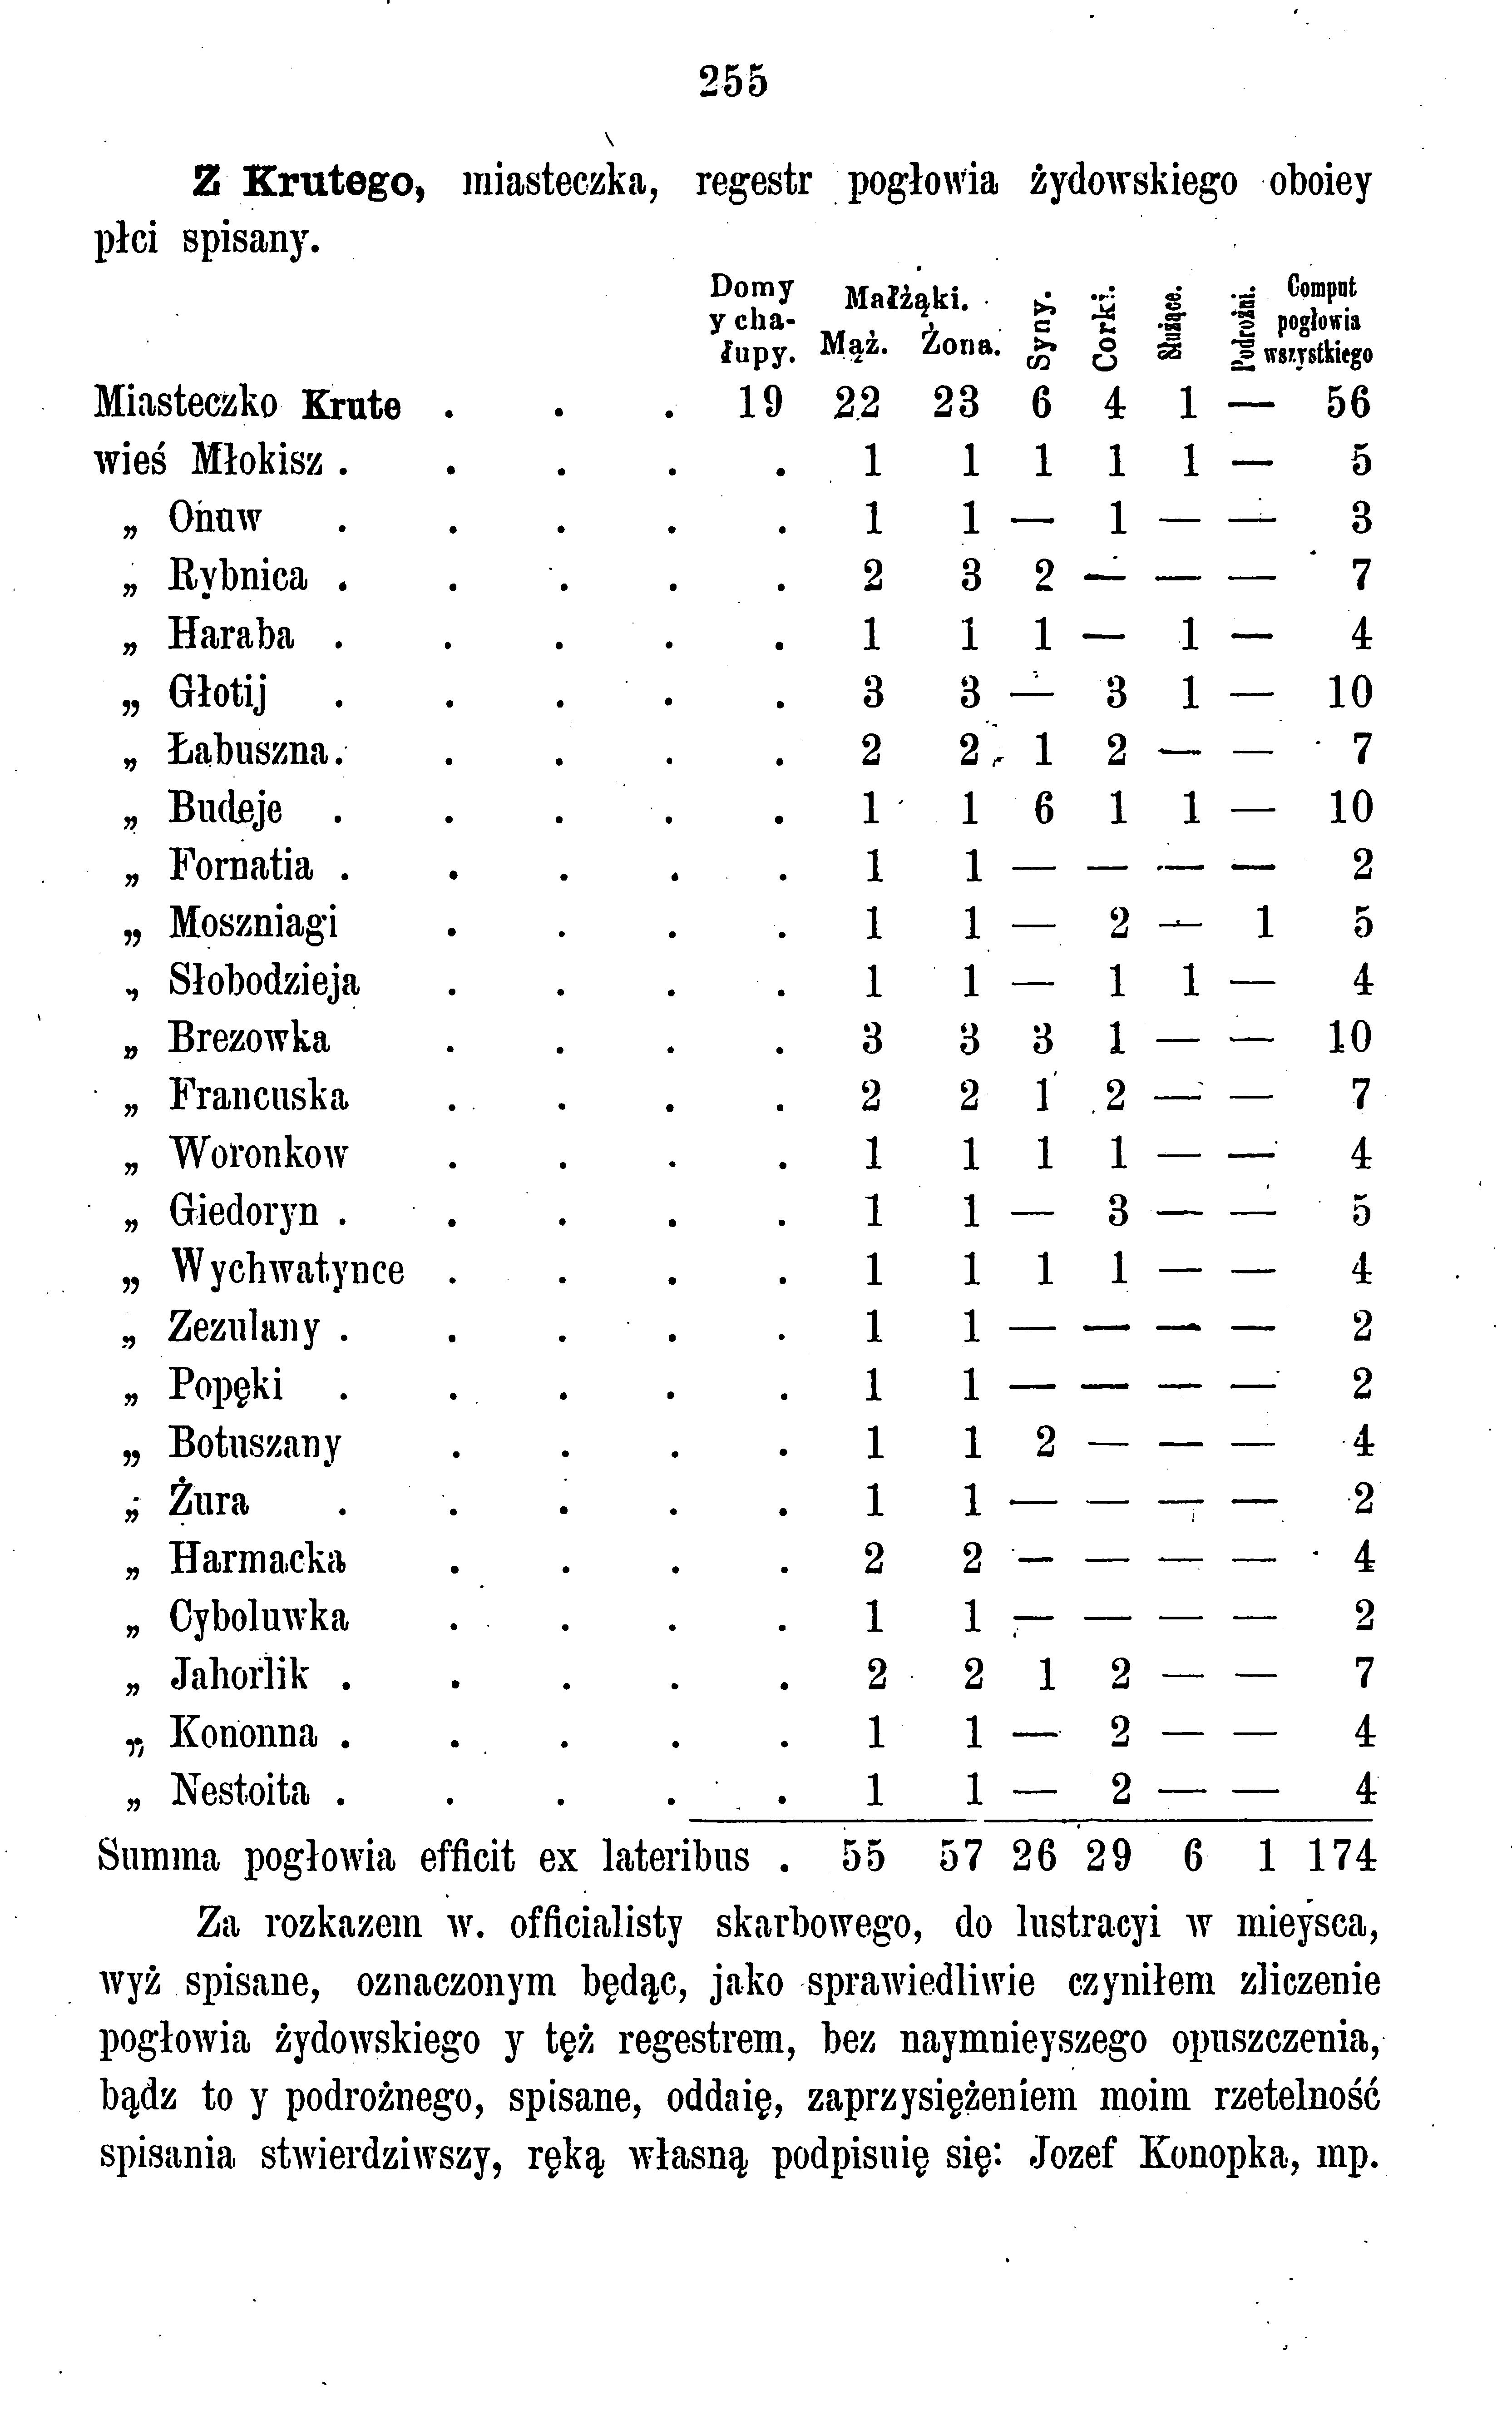 255
Z Krutego, miasteczka, regestr pogłowia żydowskiego oboiey
płci spisany.
Domy y chałupy. Małżąki. Mąż. Żona. Syny. Corki. Służące. Podrożni. Comput pogłowia wszystkiego
Miasteczko Krute . . . 19 22 23 6 4 1 — 56
wieś Młokisz . . . . . 1 1 1 1 1 — 5
„ Onuw . . . . . 1 1 — 1 — — 3
„ Rybnica . . . . . 2 3 2 — — — 7
„ Haraba . . . . . 1 1 1 — 1 — 4
„ Głotij . . . . . 3 3 — 3 1 — 10
„ Łabuszna . . . . . 2 2 1 2 — — 7
„ Budeje . . . . . 1 1 6 1 1 — 10
„ Fornatia . . . . . 1 1 — — — — 2
„ Moszniagi . . . . 1 1 — 2 — 1 5
„ Słobodzieja . . . . 1 1 — 1 1 — 4
„ Brezowka . . . . 3 3 3 1 — — 10
„ Francuska . . . . 2 2 1 2 — — 7
„ Woronkow . . . . 1 1 1 1 — — 4
„ Giedoryn . . . . . 1 1 — 3 — — 5
„ Wychwatynce . . . . 1 1 1 1 — — 4
„ Zezulany . . . . . 1 1 — — — — 2
„ Popęki . . . . . 1 1 — — — — 2
„ Botuszany . . . . 1 1 2 — — — 4
„ Żura . . . . . 1 1 — — — — 2
„ Harmacka . . . . 2 2 — — — — 4
„ Cyboluwka . . . . 1 1 — — — — 2
„ Jahorlik . . . . . 2 2 1 2 — — 7
„ Kononna . . . . . 1 1 — 2 — — 4
„ Nestoita . . . . . 1 1 — 2 — — 4
Summa pogłowia efficit ex lateribus . 55 57 26 29 6 1 174
Za rozkazem w. officialisty skarbowego, do lustracyi w mieysca,
wyż spisane, oznaczonym będąc, jako sprawiedliwie czyniłem zliczenie
pogłowia żydowskiego y tęż regestrem, bez naymnieyszego opuszczenia,
bądz to y podrożnego, spisane, oddaię, zaprzysiężeniem moim rzetelność
spisania stwierdziwszy, ręką własną podpisuię się: Jozef Konopka, mp.